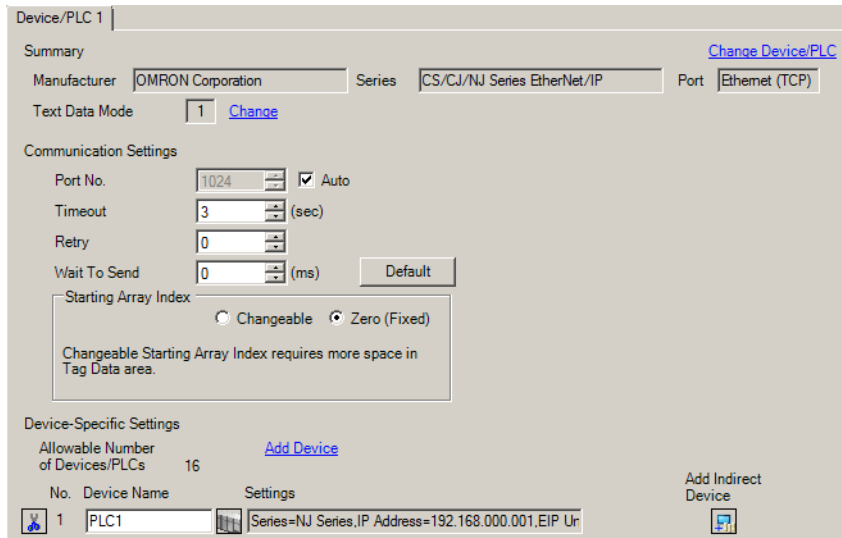 Device/PLC 1
Summary
Change Device/PLC
Manufacturer OMRON Corporation Series CS/CJ/NJ Series EtherNet/IP Port Ethernet (TCP)
Text Data Mode 1 Change
Communication Settings
Port No. 1024 Auto
Timeout 3 (sec)
Retry 0
Wait To Send 0 (ms) Default
Starting Array Index
Changeable Zero (Fixed)
Changeable Starting Array Index requires more space in
Tag Data area.
Device-Specific Settings
Allowable Number
of Devices/PLCs 16
Add Device
Add Indirect
Device
No. Device Name Settings
1 PLC1 Series=NJ Series,IP Address=192.168.000.001,EIP Un